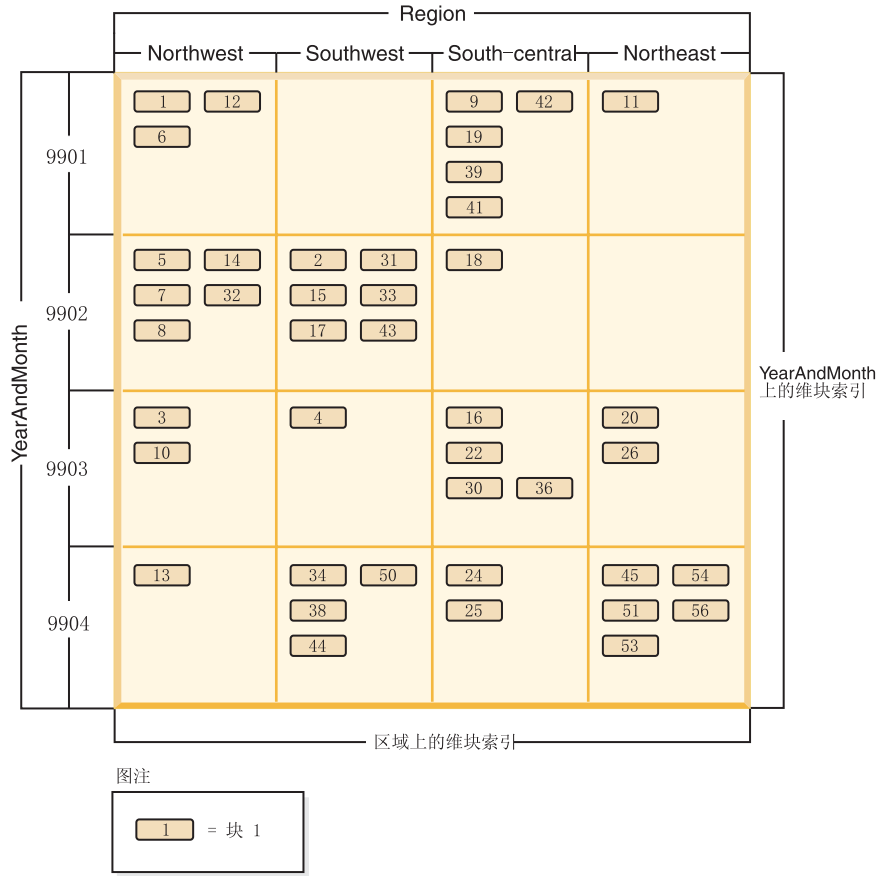 Region
Northwest Southwest South-central Northeast
1 12 9 42 11
6 19
9901
39
41
5 14 2 31 18
7 32 15 33
9902
8 17 43
YearAndMonth
YearAndMonth
上的维块索引
3 4 16 20
10 22 26
9903
30 36
13 34 50 24 45 54
38 25 51 56
9904
44 53
区域上的维块索引
图注
1 = 块 1